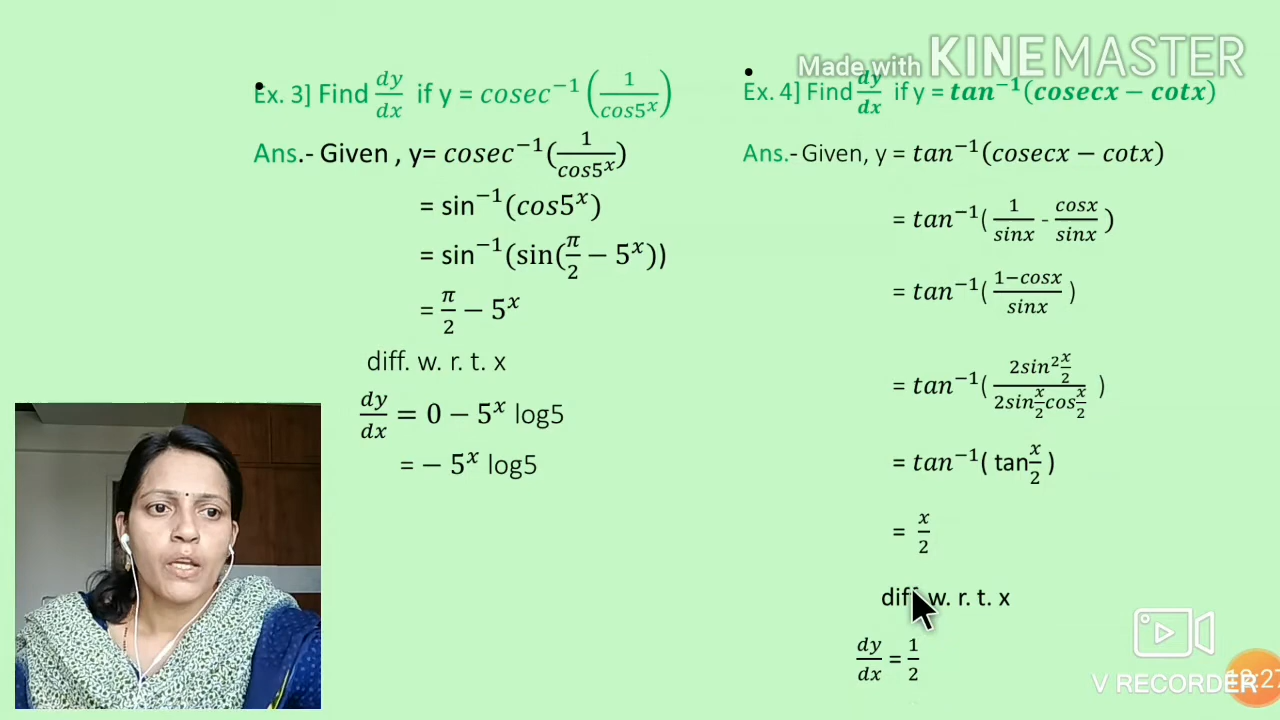 Made with KINEMASTER
• Ex. 3] Find dy/dx if y = cosec⁻¹(1/cos5ˣ)
Ans.- Given , y= cosec⁻¹(1/cos5ˣ)
= sin⁻¹(cos5ˣ)
= sin⁻¹(sin(π/2 − 5ˣ))
= π/2 − 5ˣ
diff. w. r. t. x
dy/dx = 0 − 5ˣ log5
= − 5ˣ log5
• Ex. 4] Find dy/dx if y = tan⁻¹(cosecx − cotx)
Ans.- Given, y = tan⁻¹(cosecx − cotx)
= tan⁻¹( 1/sinx - cosx/sinx )
= tan⁻¹( 1−cosx/sinx )
= tan⁻¹( 2sin² x/2 / 2sin x/2 cos x/2 )
= tan⁻¹( tan x/2 )
= x/2
diff. w. r. t. x
dy/dx = 1/2
V RECORDER